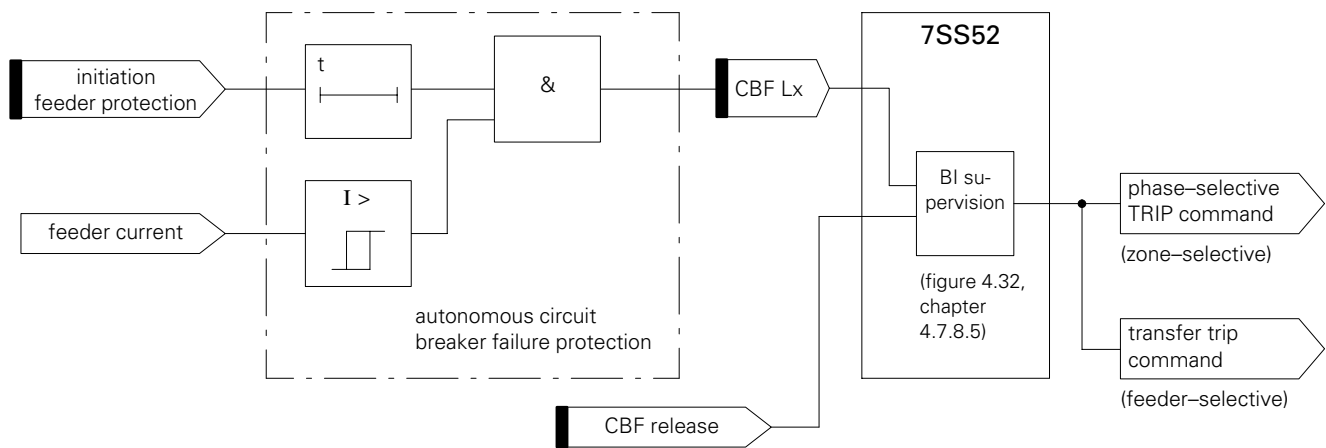 initiation
feeder protection
t
&
CBF Lx
7SS52
BI su-
pervision
phase–selective
TRIP command
(zone–selective)
I >
feeder current
(figure 4.32,
chapter
4.7.8.5)
autonomous circuit
breaker failure protection
transfer trip
command
(feeder–selective)
CBF release